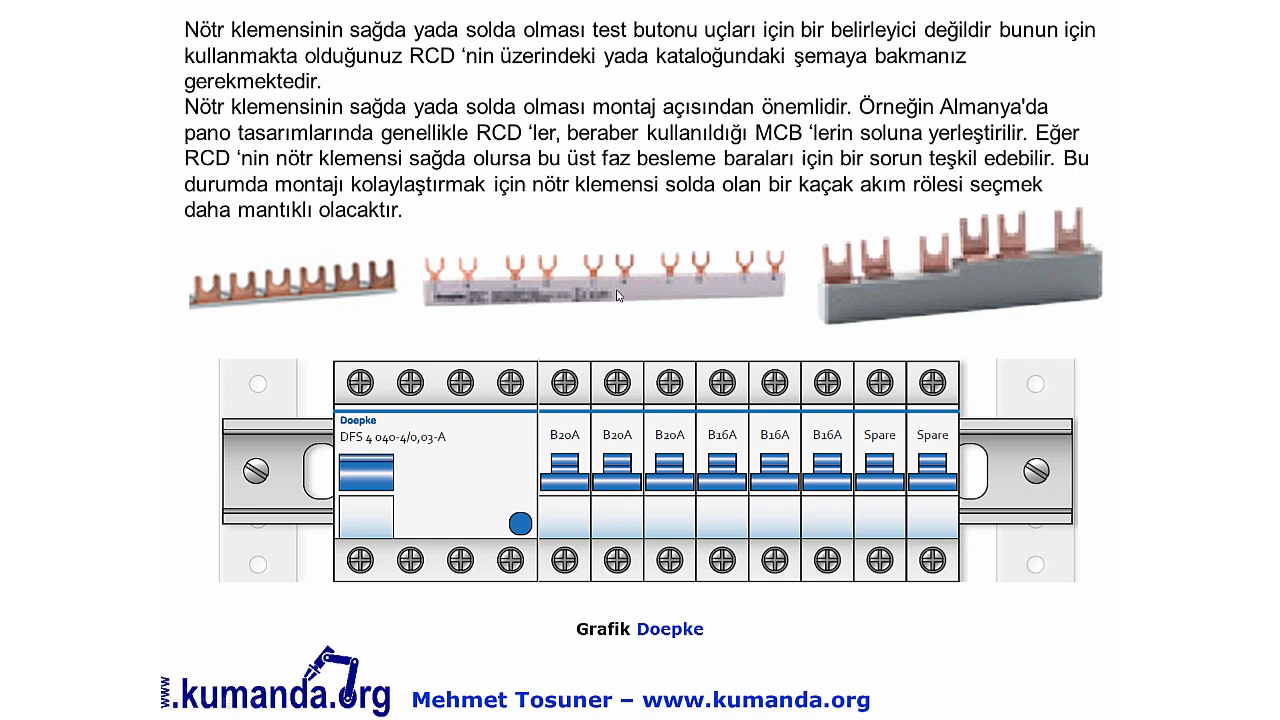 Nötr klemensinin sağda yada solda olması test butonu uçları için bir belirleyici değildir bunun için
kullanmakta olduğunuz RCD ‘nin üzerindeki yada kataloğundaki şemaya bakmanız
gerekmektedir.
Nötr klemensinin sağda yada solda olması montaj açısından önemlidir. Örneğin Almanya'da
pano tasarımlarında genellikle RCD ‘ler, beraber kullanıldığı MCB ‘lerin soluna yerleştirilir. Eğer
RCD ‘nin nötr klemensi sağda olursa bu üst faz besleme baraları için bir sorun teşkil edebilir. Bu
durumda montajı kolaylaştırmak için nötr klemensi solda olan bir kaçak akım rölesi seçmek
daha mantıklı olacaktır.
Doepke
DFS 4 040-4/0,03-A
B20A B20A B20A B16A B16A B16A Spare Spare
Grafik Doepke
www.kumanda.org
Mehmet Tosuner – www.kumanda.org